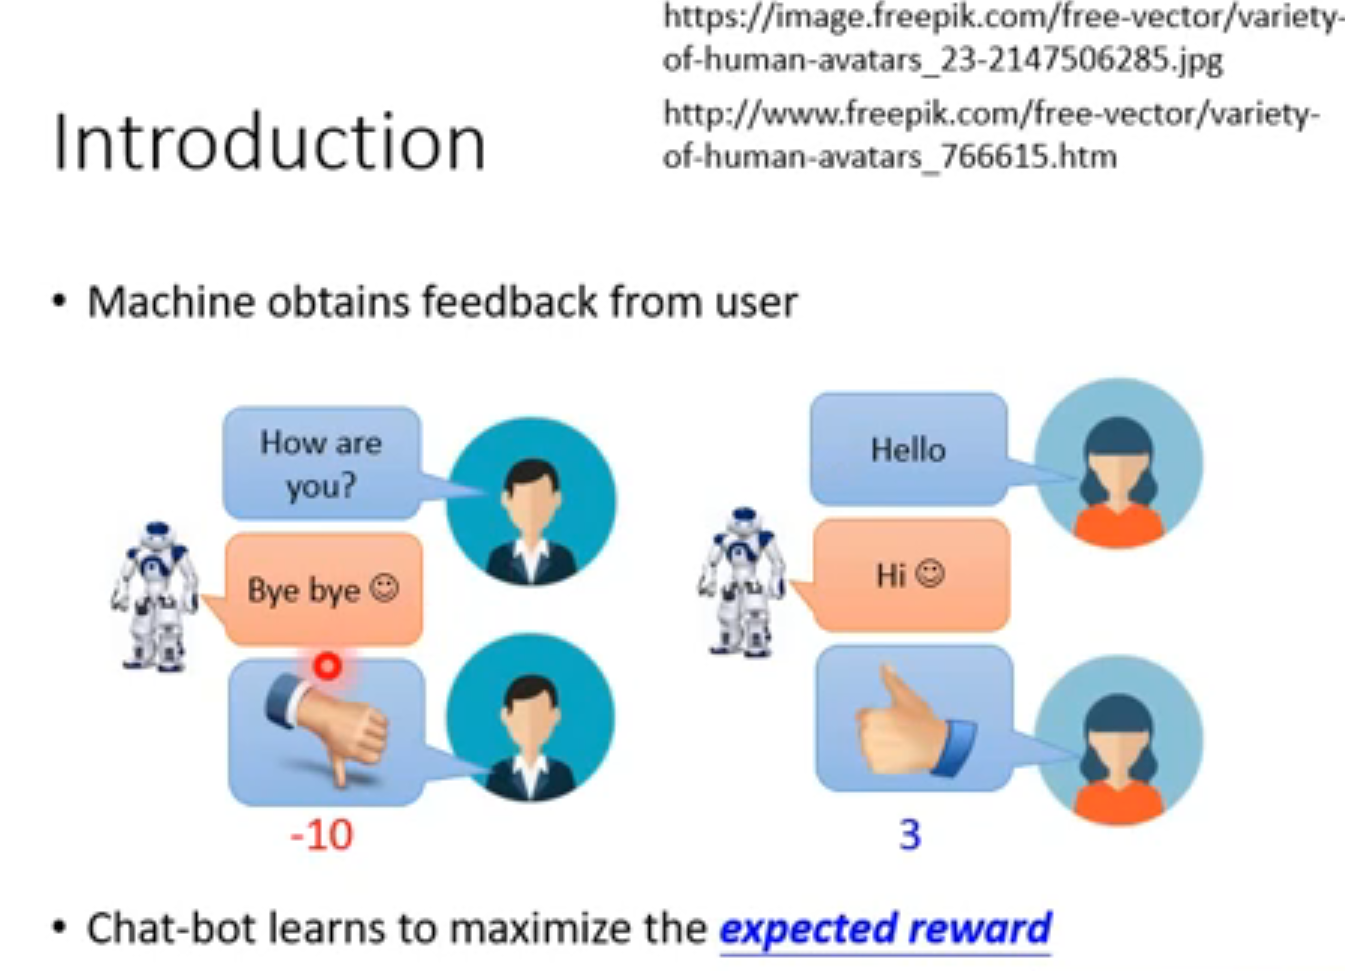 https://image.freepik.com/free-vector/variety-
of-human-avatars_23-2147506285.jpg
http://www.freepik.com/free-vector/variety-
of-human-avatars_766615.htm
Introduction
• Machine obtains feedback from user
How are
you?
Bye bye ☺
-10
Hello
Hi ☺
3
• Chat-bot learns to maximize the expected reward